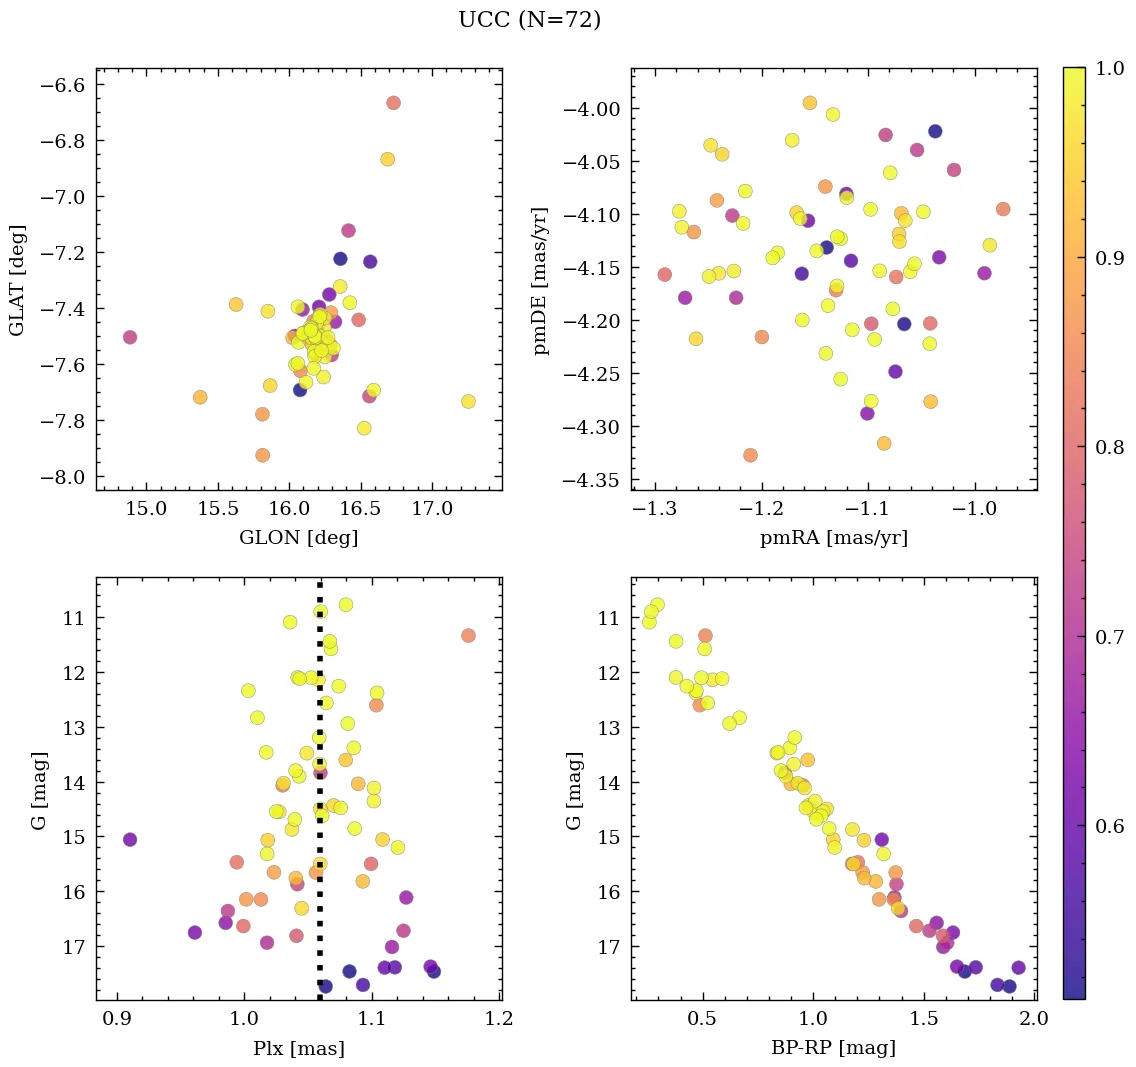 UCC (N=72)
−6.6
−6.8
−7.0
−7.2
−7.4
−7.6
−7.8
−8.0
GLAT [deg]
15.0 15.5 16.0 16.5 17.0
GLON [deg]
−4.00
−4.05
−4.10
−4.15
−4.20
−4.25
−4.30
−4.35
pmDE [mas/yr]
−1.3 −1.2 −1.1 −1.0
pmRA [mas/yr]
1.0
0.9
0.8
0.7
0.6
11
12
13
14
15
16
17
G [mag]
0.9 1.0 1.1 1.2
Plx [mas]
11
12
13
14
15
16
17
G [mag]
0.5 1.0 1.5 2.0
BP-RP [mag]